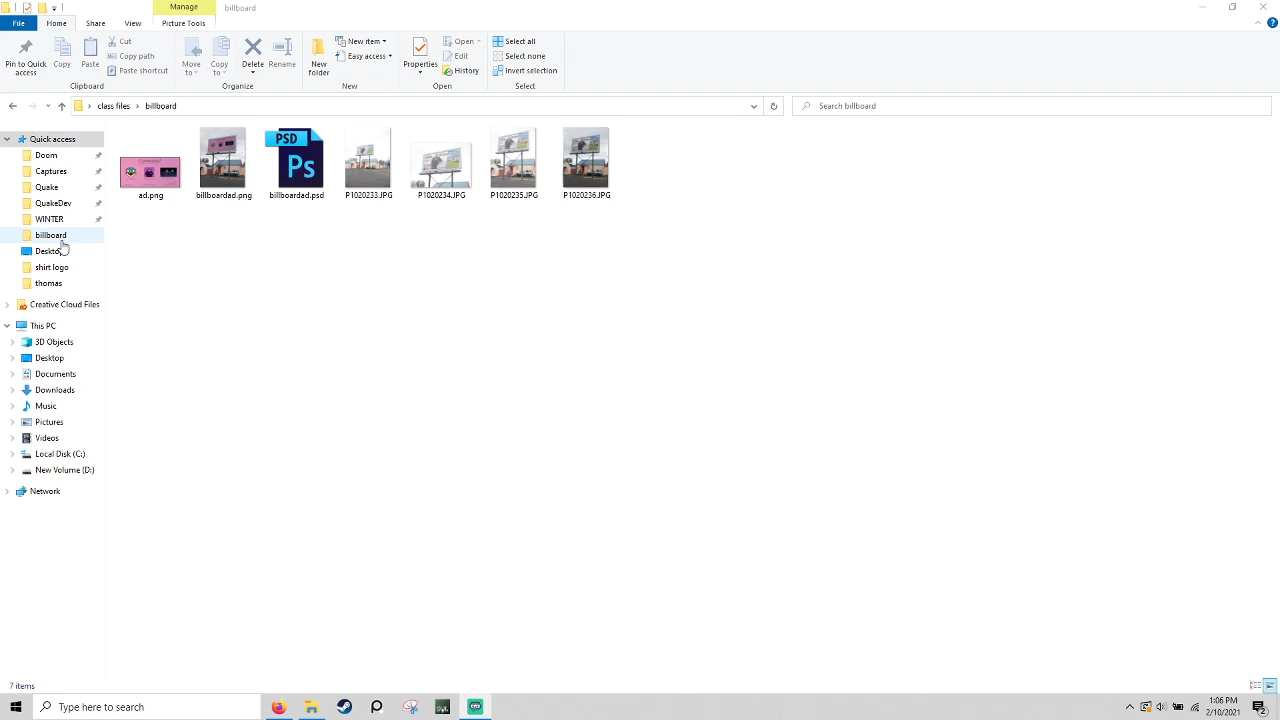 Manage
billboard
File
Home
Share
View
Picture Tools
Pin to Quick access
Copy
Paste
Cut
Copy path
Paste shortcut
Clipboard
Move to
Copy to
Delete
Rename
Organize
New folder
New item
Easy access
New
Properties
Open
Edit
History
Open
Select all
Select none
Invert selection
Select
class files
billboard
Search billboard
Quick access
Doom
Captures
Quake
QuakeDev
WINTER
billboard
Desktop
shirt logo
thomas
Creative Cloud Files
This PC
3D Objects
Desktop
Documents
Downloads
Music
Pictures
Videos
Local Disk (C:)
New Volume (D:)
Network
PSD
Ps
ad.png
billboardad.png
billboardad.psd
P1020233.JPG
P1020234.JPG
P1020235.JPG
P1020236.JPG
7 items
Type here to search
1:06 PM
2/10/2021
2